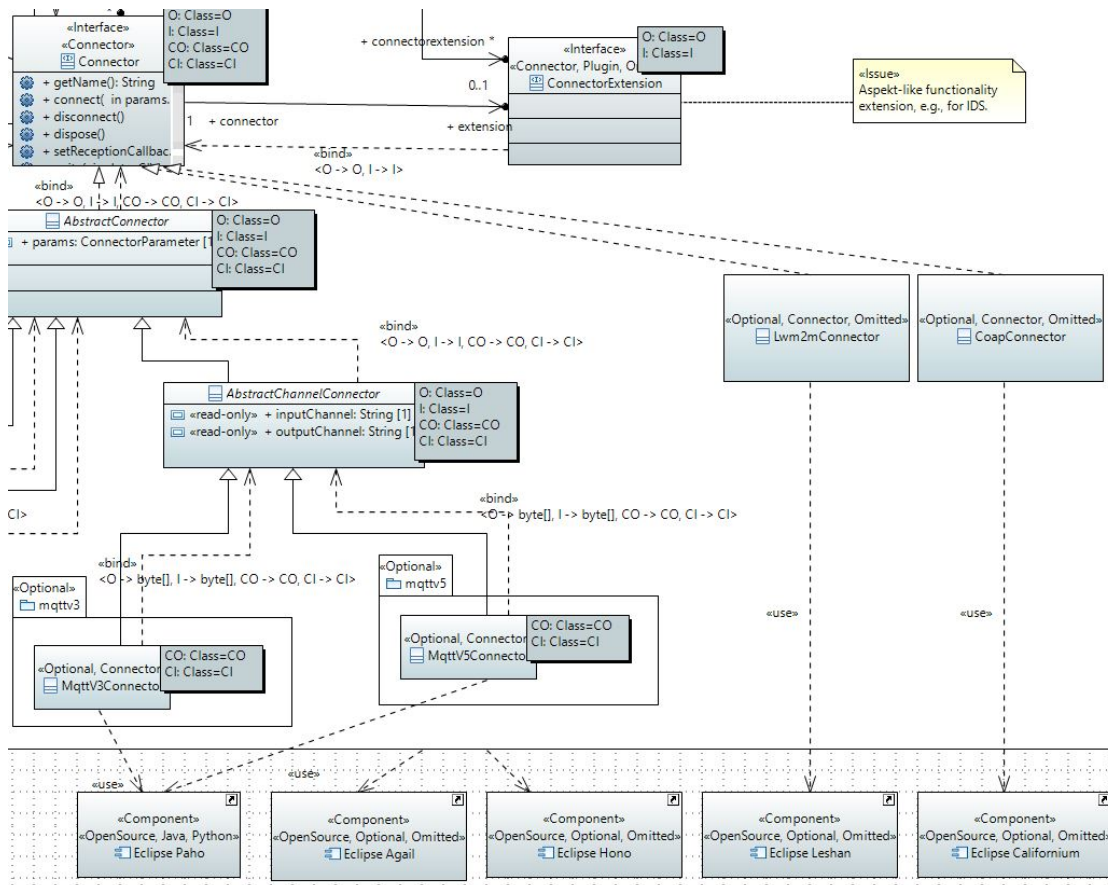 O: Class=O
I: Class=I
CO: Class=CO
CI: Class=CI
«Interface»
«Connector»
Connector
+ getName(): String
+ connect( in params.
+ disconnect()
+ dispose()
+ setReceptionCallbac.
+ connectorextension *
0..1
1
+ connector
+ extension
O: Class=O
I: Class=I
«Interface»
«Connector, Plugin, O
ConnectorExtension
«Issue»
Aspekt-like functionality
extension, e.g., for IDS.
«bind»
<O -> O, I -> I>
«bind»
<O -> O, I -> I, CO -> CO, CI -> CI>
AbstractConnector
+ params: ConnectorParameter [1
O: Class=O
I: Class=I
CO: Class=CO
CI: Class=CI
«Optional, Connector, Omitted»
Lwm2mConnector
«Optional, Connector, Omitted»
CoapConnector
«bind»
<O -> O, I -> I, CO -> CO, CI -> CI>
AbstractChannelConnector
«read-only» + inputChannel: String [1]
«read-only» + outputChannel: String [1
O: Class=O
I: Class=I
CO: Class=CO
CI: Class=CI
CI>
«bind»
<O -> byte[], I -> byte[], CO -> CO, CI -> CI>
«bind»
<O -> byte[], I -> byte[], CO -> CO, CI -> CI>
«Optional»
mqttv3
«Optional, Connector
MqttV3Connecto
CO: Class=CO
CI: Class=CI
«Optional»
mqttv5
«Optional, Connector
MqttV5Connecto
CO: Class=CO
CI: Class=CI
«use»
«use»
«use»
«use»
«Component»
«OpenSource, Java, Python»
Eclipse Paho
«Component»
«OpenSource, Optional, Omitted»
Eclipse Agail
«Component»
«OpenSource, Optional, Omitted»
Eclipse Hono
«Component»
«OpenSource, Optional, Omitted»
Eclipse Leshan
«Component»
«OpenSource, Optional, Omitted»
Eclipse Californium